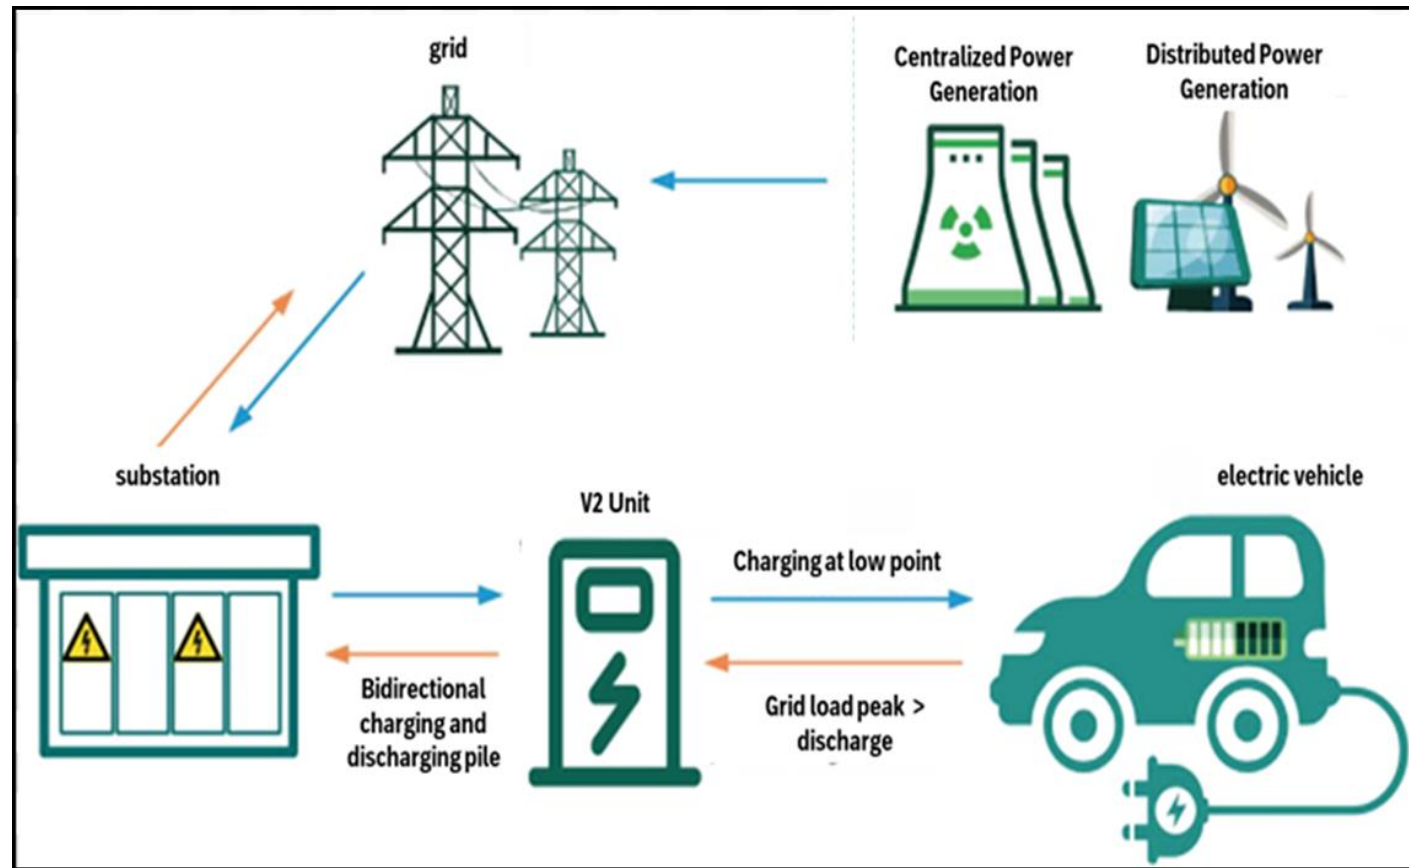 grid
Centralized Power
Generation
Distributed Power
Generation
substation
V2 Unit
electric vehicle
Charging at low point
Bidirectional
charging and
discharging pile
Grid load peak >
discharge